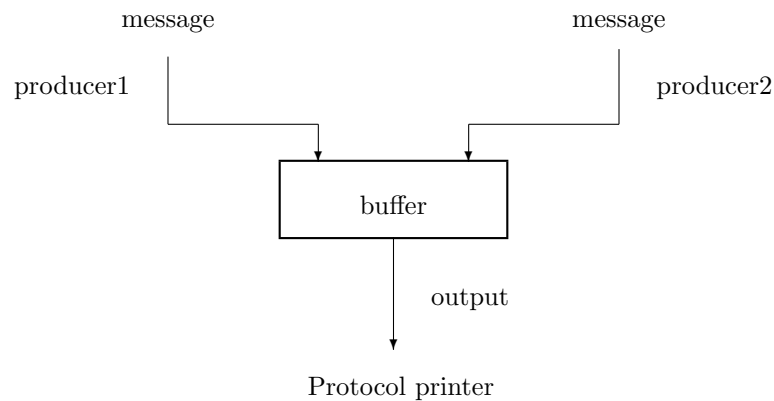 message
message
producer1
producer2
buffer
output
Protocol printer